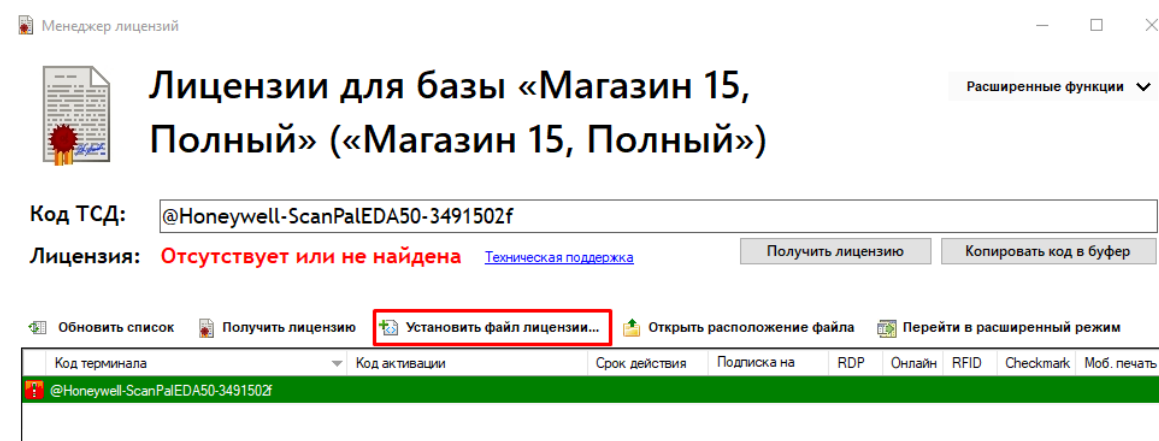 Менеджер лицензий
Лицензии для базы «Магазин 15,
Полный» («Магазин 15, Полный»)
Расширенные функции
Код ТСД: @Honeywell-ScanPalEDA50-3491502f
Лицензия: Отсутствует или не найдена Техническая поддержка Получить лицензию Копировать код в буфер
Обновить список Получить лицензию Установить файл лицензии... Открыть расположение файла Перейти в расширенный режим
Код терминала Код активации Срок действия Подписка на RDP Онлайн RFID Checkmark Моб. печать
@Honeywell-ScanPalEDA50-3491502f